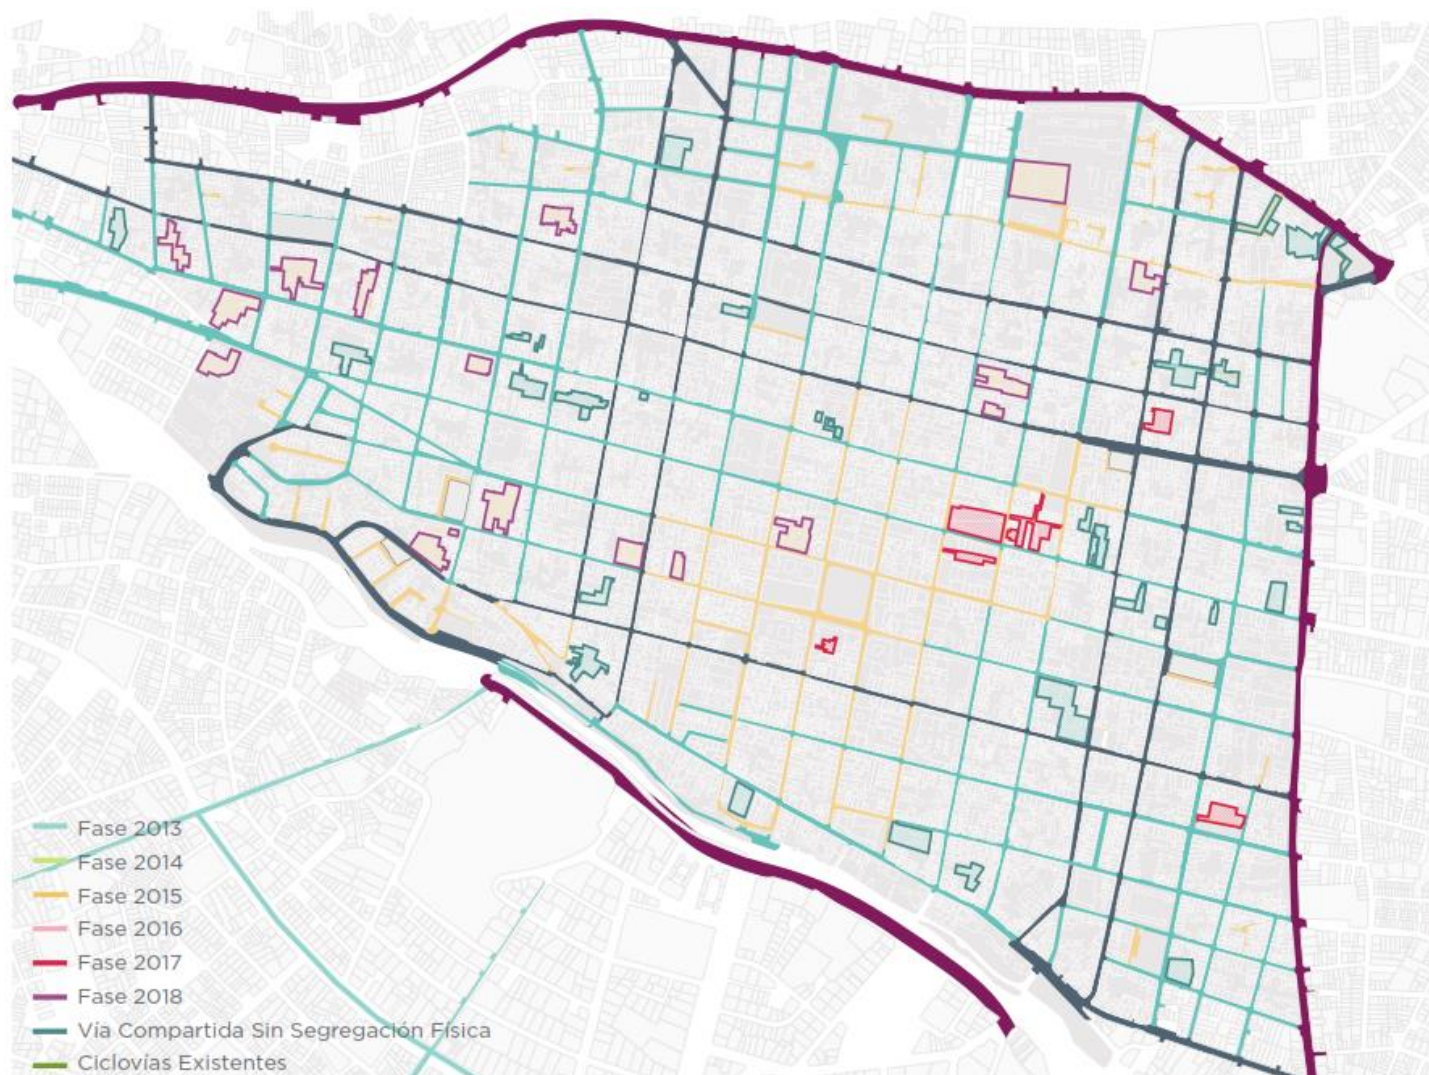 Fase 2013
Fase 2014
Fase 2015
Fase 2016
Fase 2017
Fase 2018
Vía Compartida Sin Segregación Física
Ciclovías Existentes